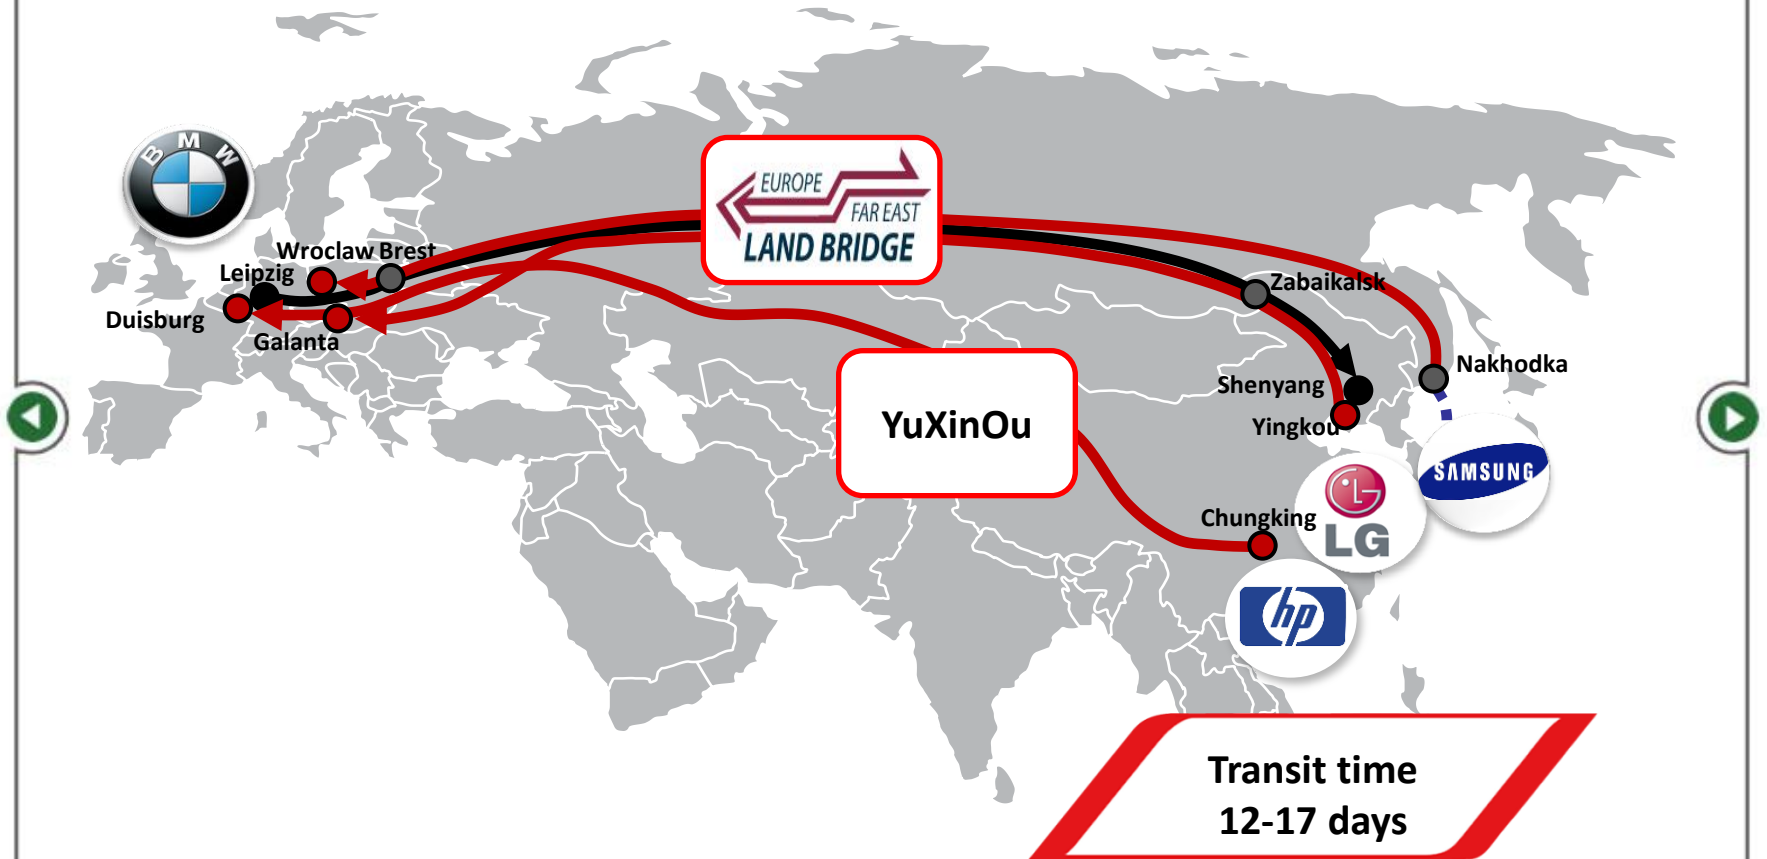 BMW
EUROPE
FAR EAST
LAND BRIDGE
Wroclaw
Brest
Leipzig
Duisburg
Galanta
Zabaikalsk
Nakhodka
Shenyang
Yingkou
YuXinOu
SAMSUNG
LG
LG
Chungking
hp
Transit time
12-17 days